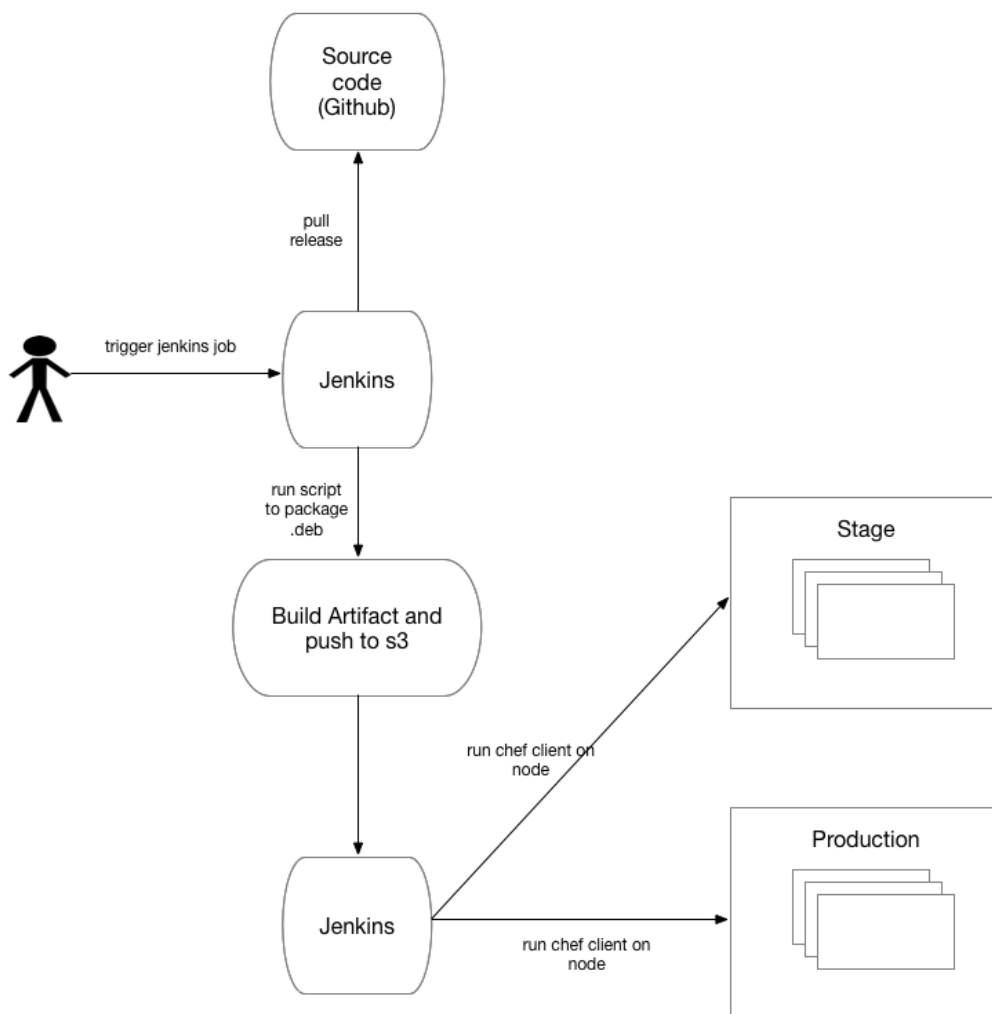 Source
code
(Github)
pull
release
trigger jenkins job
Jenkins
run script
to package
.deb
Build Artifact and
push to s3
Stage
run chef client on
node
Production
Jenkins
run chef client on
node